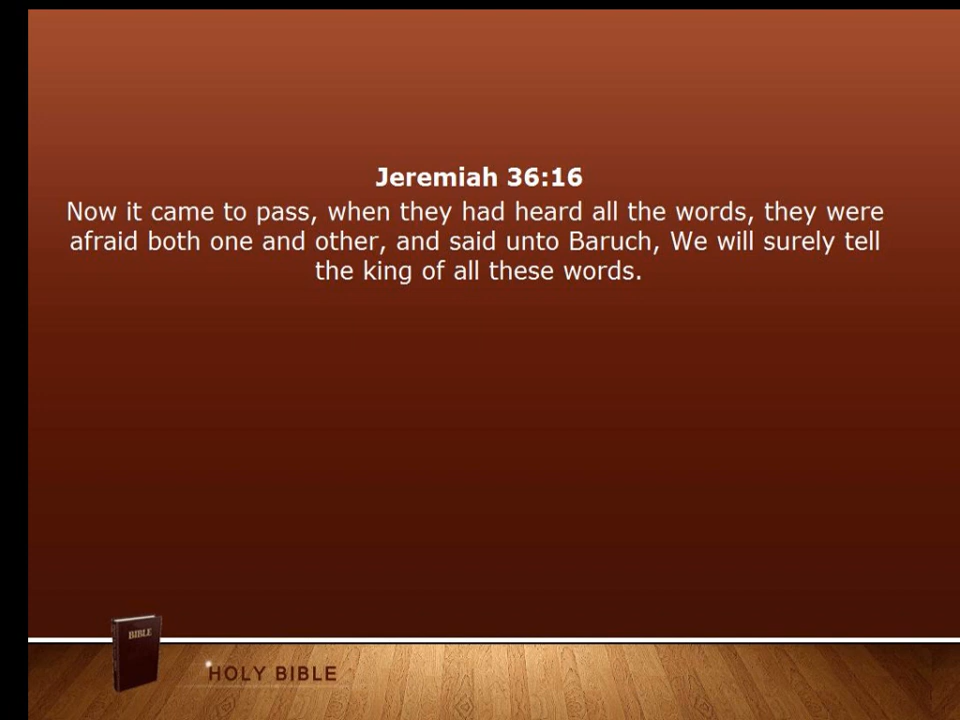 Jeremiah 36:16
Now it came to pass, when they had heard all the words, they were
afraid both one and other, and said unto Baruch, We will surely tell
the king of all these words.
BIBLE
HOLY BIBLE